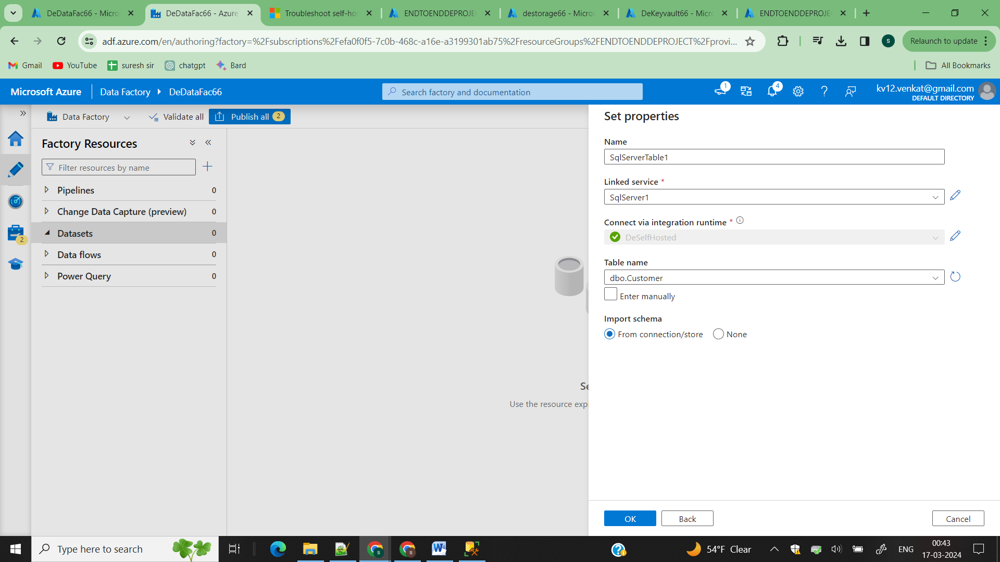 DeDataFac66 - Micro
DeDataFac66 - Azure
Troubleshoot self-hos
ENDTOENDDEPROJE
destorage66 - Micros
DeKeyvault66 - Micro
ENDTOENDDEPROJE
adf.azure.com/en/authoring?factory=%2Fsubscriptions%2Fefa0f0f5-7c0b-468c-a16e-a3199301ab75%2FresourceGroups%2FENDTOENDDEPROJECT%2Fprovi...
S
Relaunch to update
Gmail
YouTube
suresh sir
chatgpt
Bard
All Bookmarks
Microsoft Azure
Data Factory
DeDataFac66
Search factory and documentation
1
4
kv12.venkat@gmail.com
DEFAULT DIRECTORY
Data Factory
Validate all
Publish all 2
Factory Resources
Filter resources by name
Pipelines 0
Change Data Capture (preview) 0
Datasets 0
Data flows 0
Power Query 0
2
Se
Use the resource exp
Set properties
Name
SqlServerTable1
Linked service *
SqlServer1
Connect via integration runtime *
DeSelfHosted
Table name
dbo.Customer
Enter manually
Import schema
From connection/store
None
OK
Back
Cancel
Type here to search
54°F Clear
ENG
00:43
17-03-2024